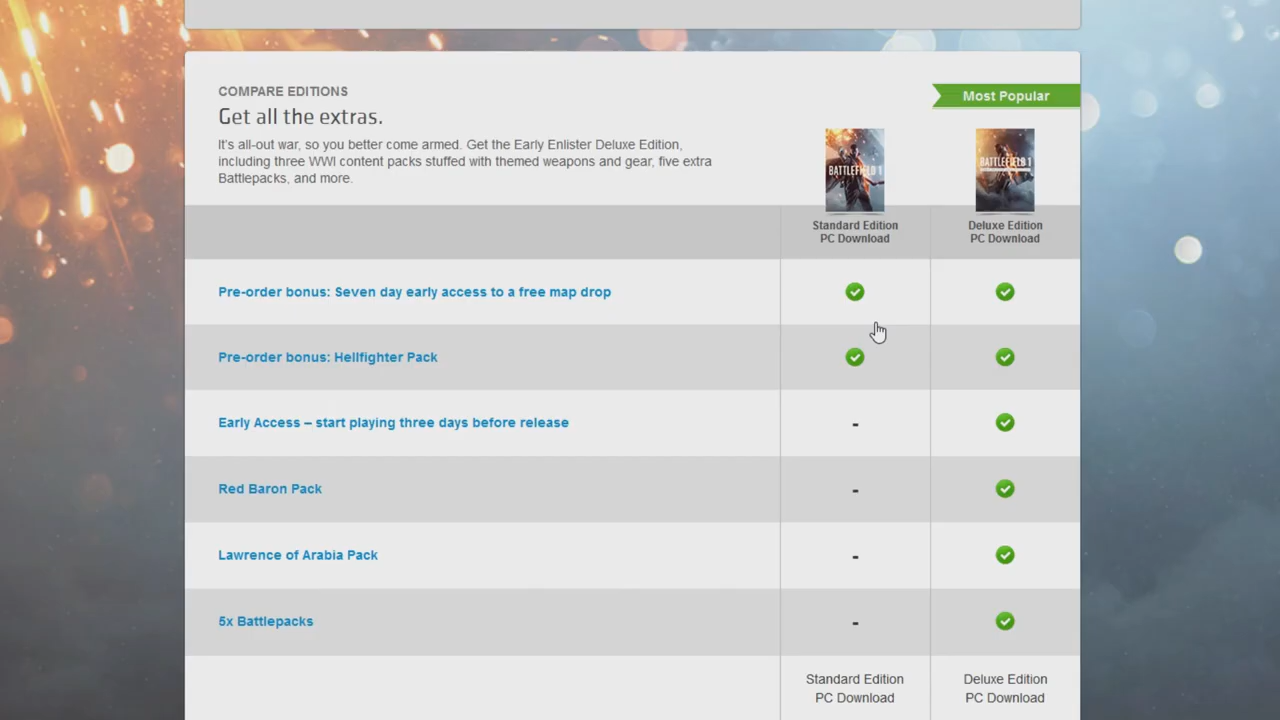 COMPARE EDITIONS
Get all the extras.
It's all-out war, so you better come armed. Get the Early Enlister Deluxe Edition,
including three WWI content packs stuffed with themed weapons and gear, five extra
Battlepacks, and more.
Most Popular
BATTLEFIELD 1
BATTLEFIELD 1
Standard Edition
PC Download
Deluxe Edition
PC Download
Pre-order bonus: Seven day early access to a free map drop
Pre-order bonus: Hellfighter Pack
Early Access – start playing three days before release
-
Red Baron Pack
-
Lawrence of Arabia Pack
-
5x Battlepacks
-
Standard Edition
PC Download
Deluxe Edition
PC Download